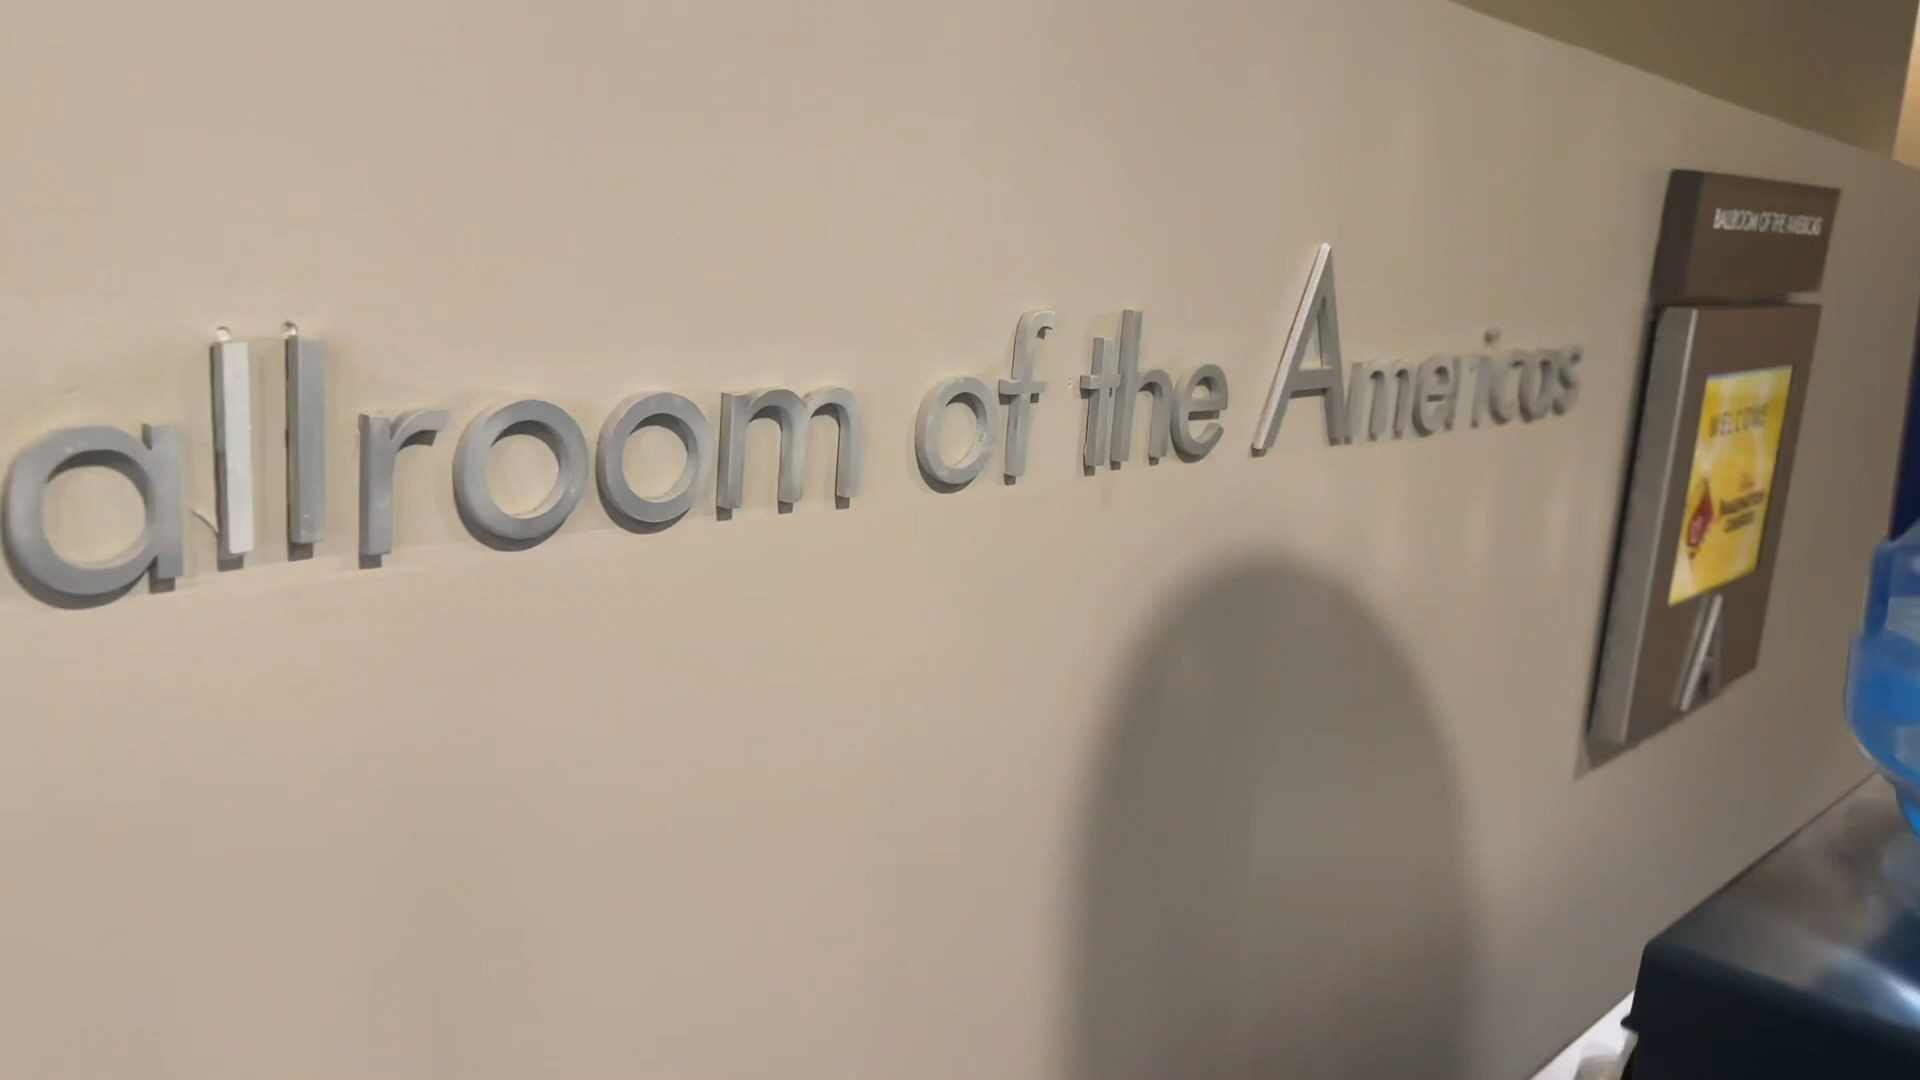 allroom of the Americas
BALLROOM OF THE AMERICAS
WELCOME
A